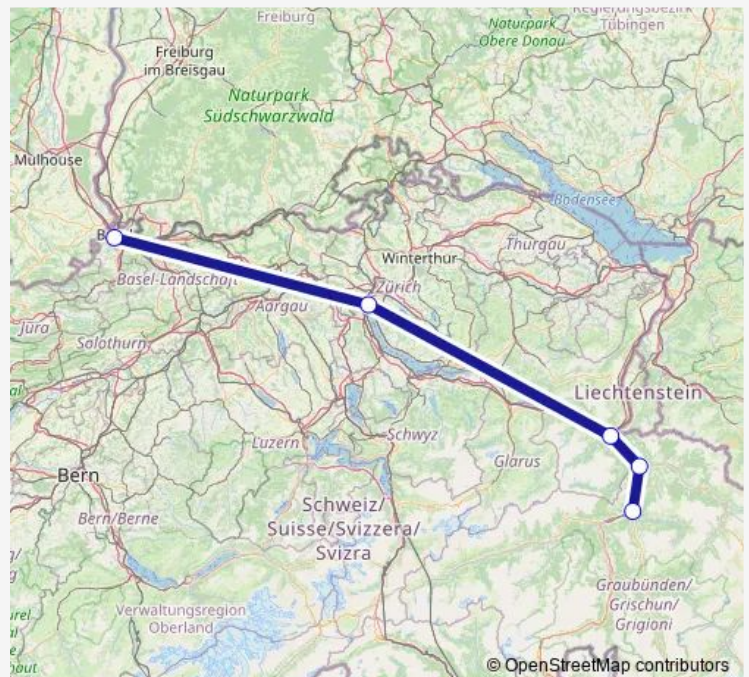 Freiburg
Regierungsbezirk
Tübingen
Naturpark
Obere Donau
Freiburg
im Breisgau
Naturpark
Südschwarzwald
Mulhouse
Bodensee
Basel-Landschaft
Thurgau
Winterthur
Zürich
Aargau
Jura
Solothurn
Liechtenstein
Luzern
Schwyz
Glarus
Bern
Bern/Berne
Schweiz/
Suisse/Svizzera/
Svizra
Graubünden/
Grischun/
Grigioni
Verwaltungsregion
Oberland
© OpenStreetMap contributors